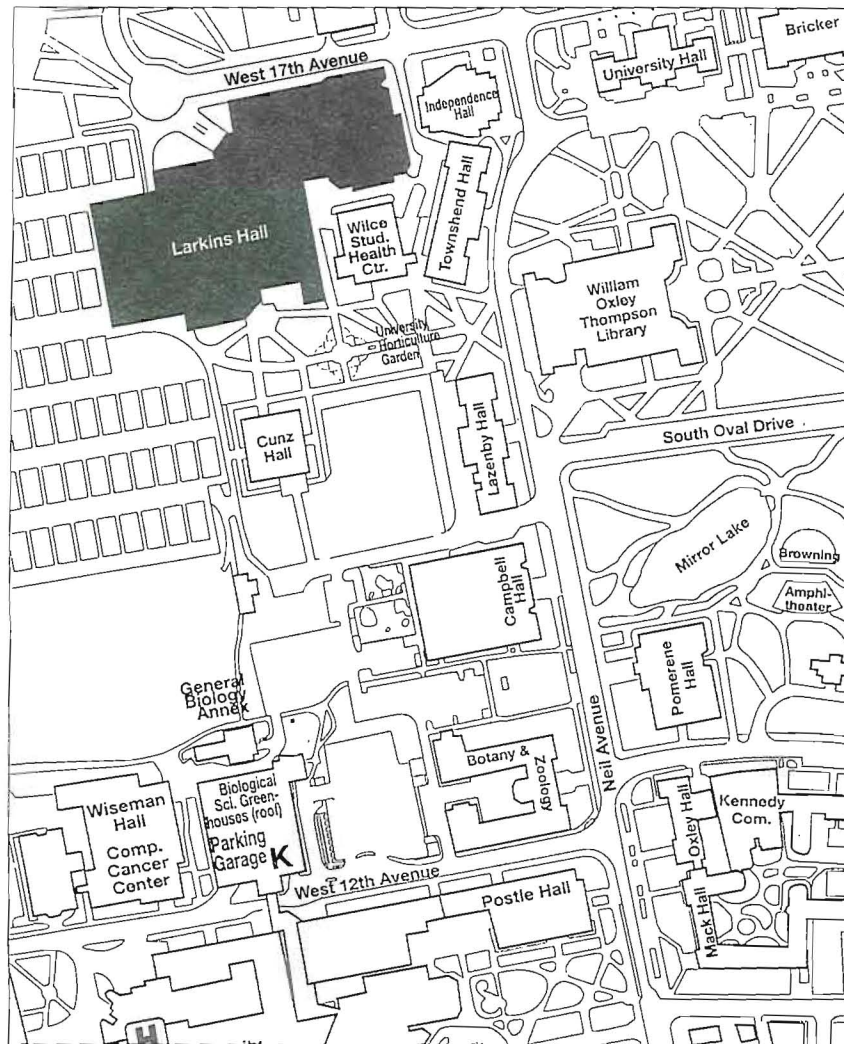 West 17th Avenue
Bricker
University Hall
Independence
Hall
Townshend Hall
Larkins Hall
Wilce
Stud.
Health
Ctr.
William
Oxley
Thompson
Library
University
Horticulture
Garden
Cunz
Hall
Lazenby Hall
South Oval Drive
Mirror Lake
Browning
Amphi-
theater
Campbell
Hall
Pomerene
Hall
General
Biology
Annex
Neil Avenue
Botany &
Zoology
Wiseman
Hall
Comp.
Cancer
Center
Biological
Sci. Green-
houses (roof)
Parking
Garage K
Oxley Hall
Kennedy
Com.
West 12th Avenue
Postle Hall
Mack Hall
H